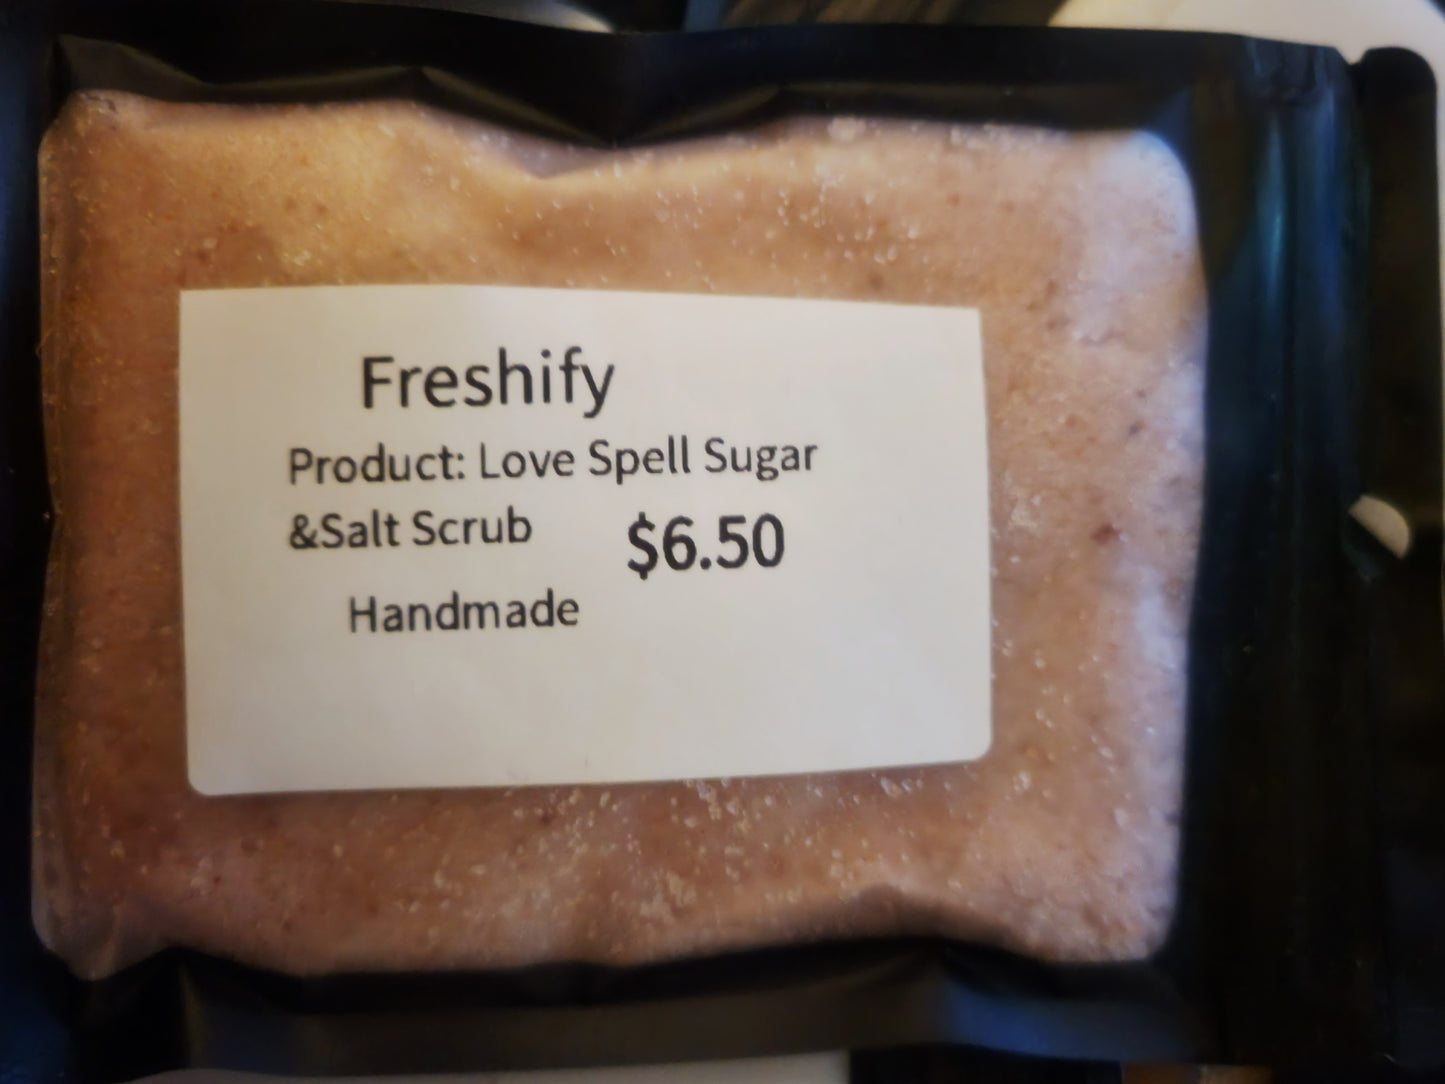 Freshify
Product: Love Spell Sugar
&Salt Scrub
$6.50
Handmade